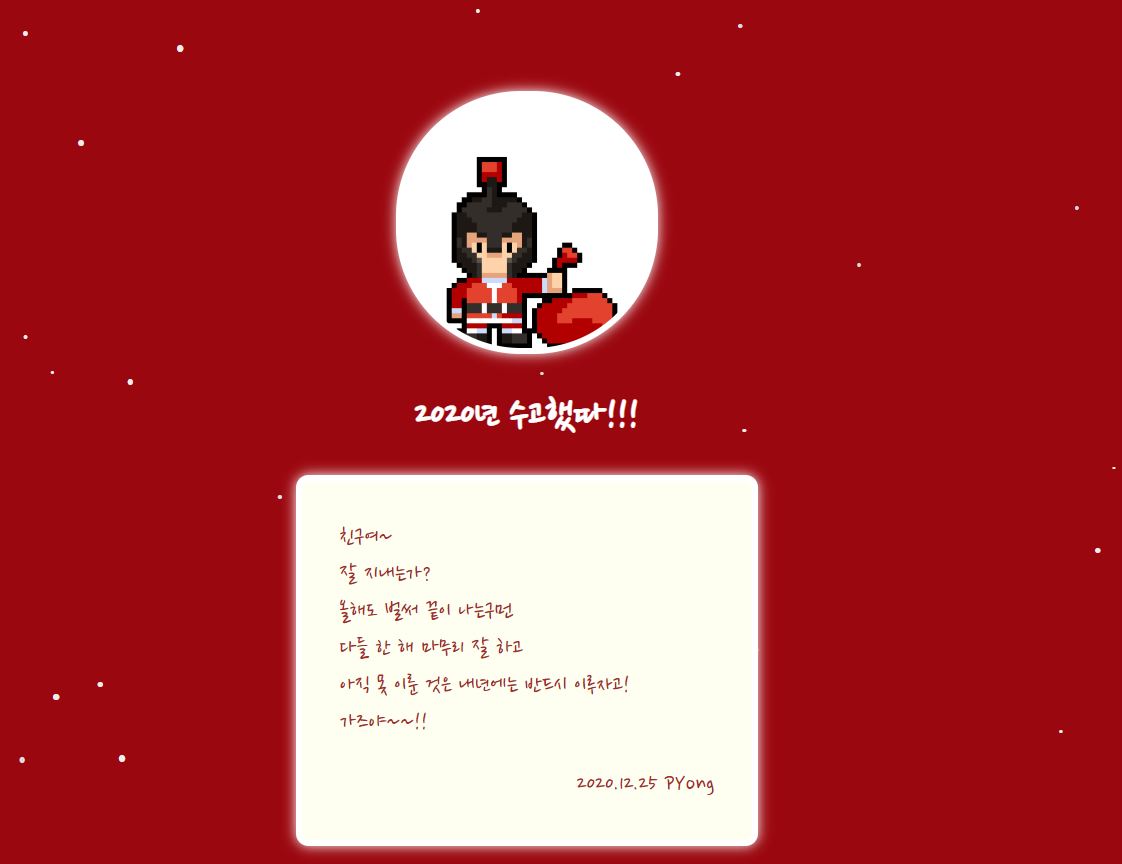 2020년 수고했따!!!
친구여~
잘 지내는가?
올해도 벌써 끝이 나는구먼
다들 한 해 마무리 잘 하고
아직 못 이룬 것은 내년에는 반드시 이루자고!
가즈야~~!!
2020.12.25 PYong